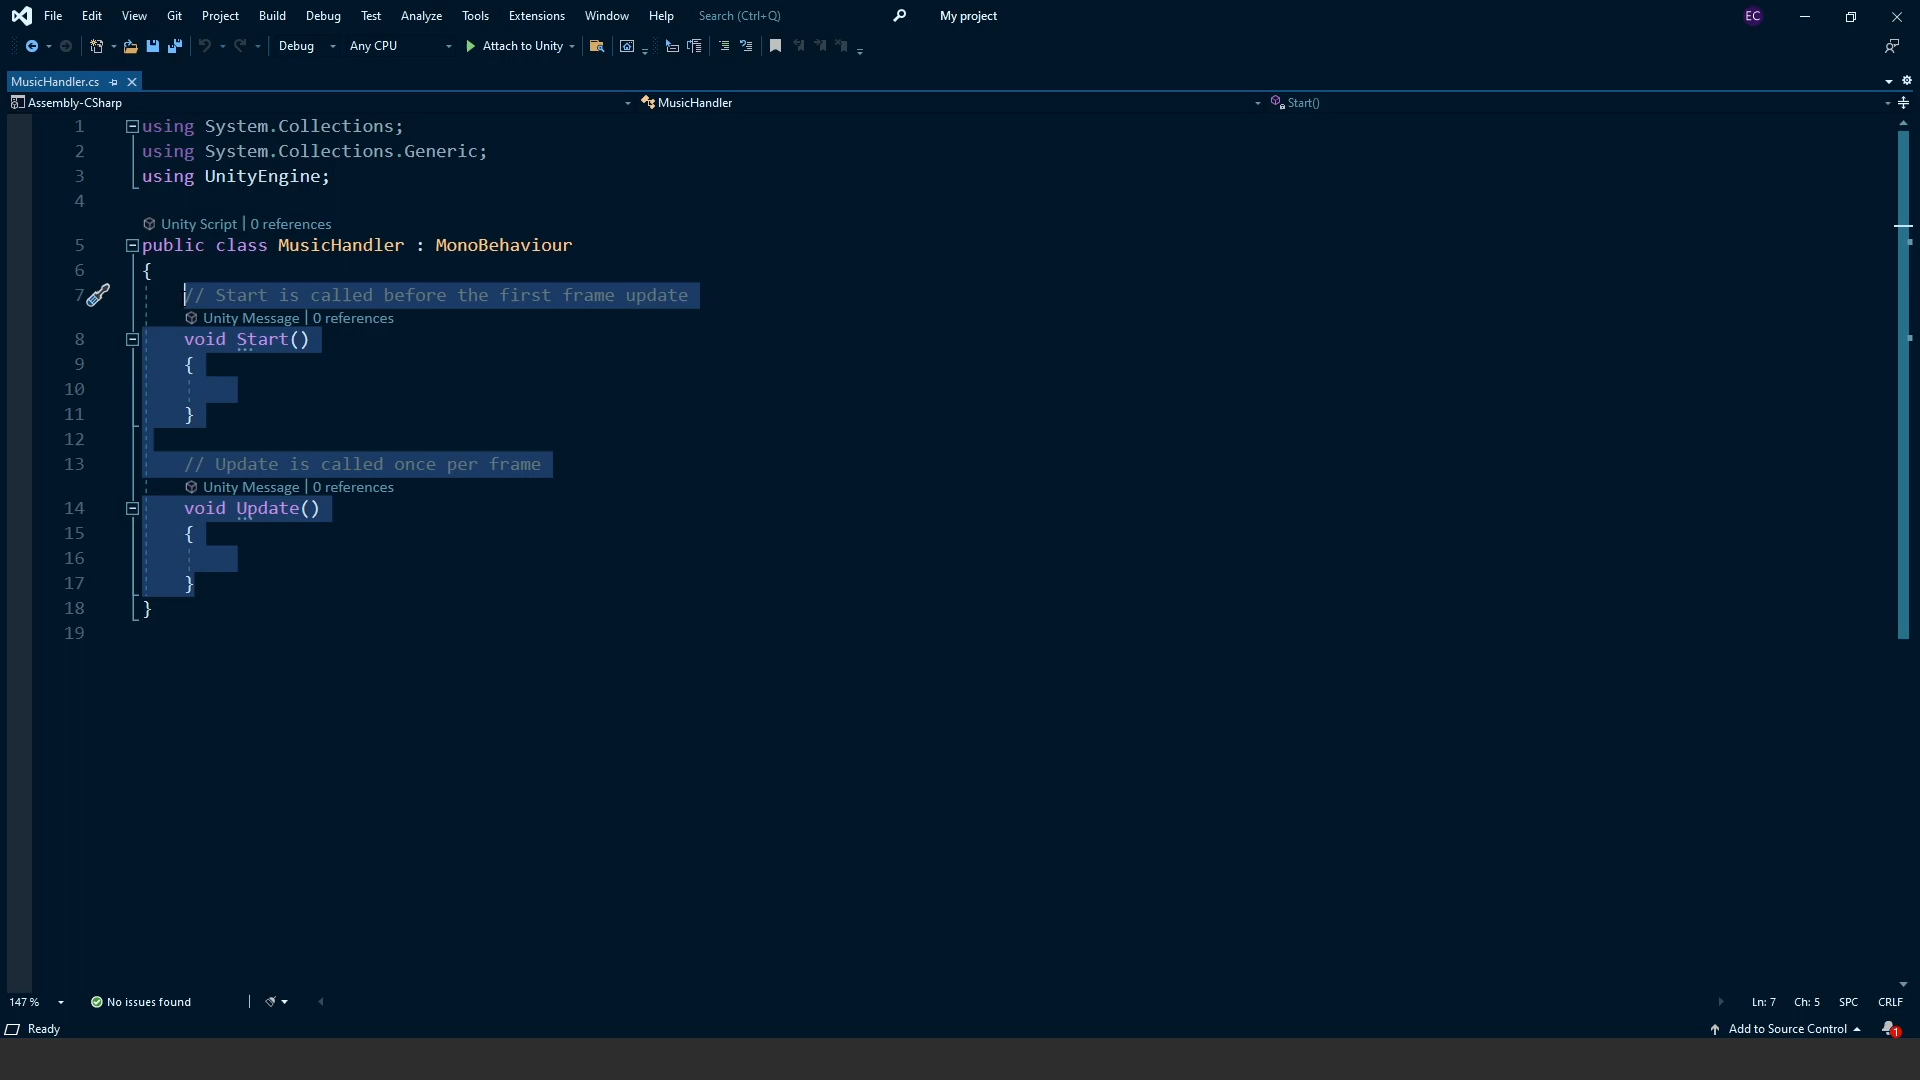 File Edit View Git Project Build Debug Test Analyze Tools Extensions Window Help Search (Ctrl+Q) My project EC
Debug Any CPU Attach to Unity
MusicHandler.cs
Assembly-CSharp MusicHandler Start()
1 using System.Collections;
2 using System.Collections.Generic;
3 using UnityEngine;
4
Unity Script | 0 references
5 public class MusicHandler : MonoBehaviour
6 {
7 // Start is called before the first frame update
Unity Message | 0 references
8 void Start()
9 {
10
11 }
12
13 // Update is called once per frame
Unity Message | 0 references
14 void Update()
15 {
16
17 }
18 }
19
147 % No issues found Ln: 7 Ch: 5 SPC CRLF
Ready Add to Source Control 1